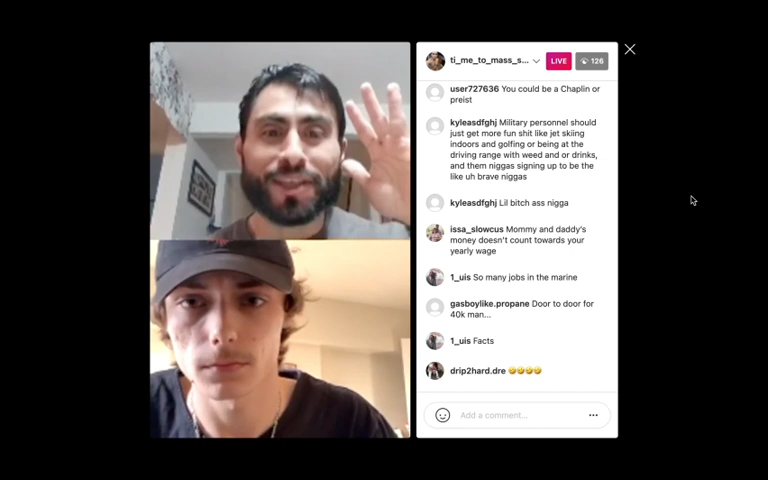 ti_me_to_mass_s...
LIVE
126
user727636 You could be a Chaplin or
preist
kyleasdfghj Military personnel should
just get more fun shit like jet skiing
indoors and golfing or being at the
driving range with weed and or drinks,
and them niggas signing up to be the
like uh brave niggas
kyleasdfghj Lil bitch ass nigga
issa_slowcus Mommy and daddy's
money doesn't count towards your
yearly wage
1_uis So many jobs in the marine
gasboylike.propane Door to door for
40k man...
1_uis Facts
drip2hard.dre 🤣🤣🤣🤣
Add a comment...